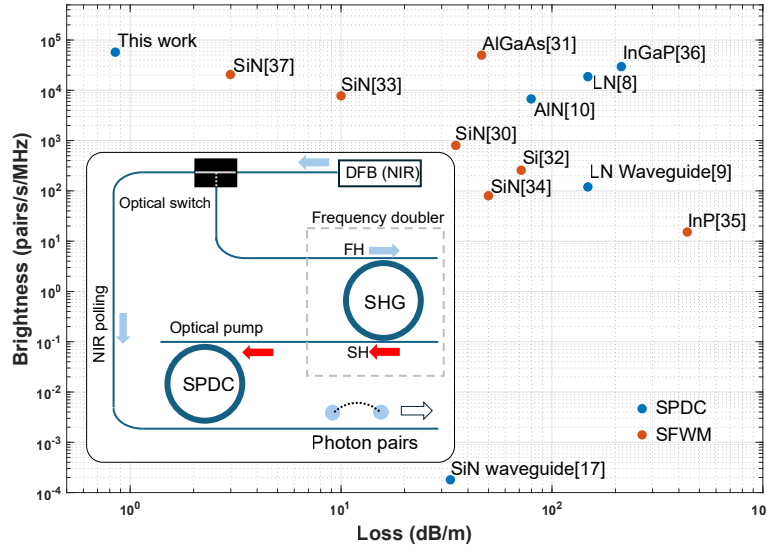 This work
SiN[37]
SiN[33]
AlGaAs[31]
InGaP[36]
LN[8]
AlN[10]
SiN[30]
Si[32]
SiN[34]
LN Waveguide[9]
InP[35]
SiN waveguide[17]
SPDC
SFWM
DFB (NIR)
Optical switch
Frequency doubler
FH
SHG
SH
NIR polling
Optical pump
SPDC
Photon pairs
Brightness (pairs/s/MHz)
10^5
10^4
10^3
10^2
10^1
10^0
10^-1
10^-2
10^-3
10^-4
10^0 10^1 10^2 10
Loss (dB/m)